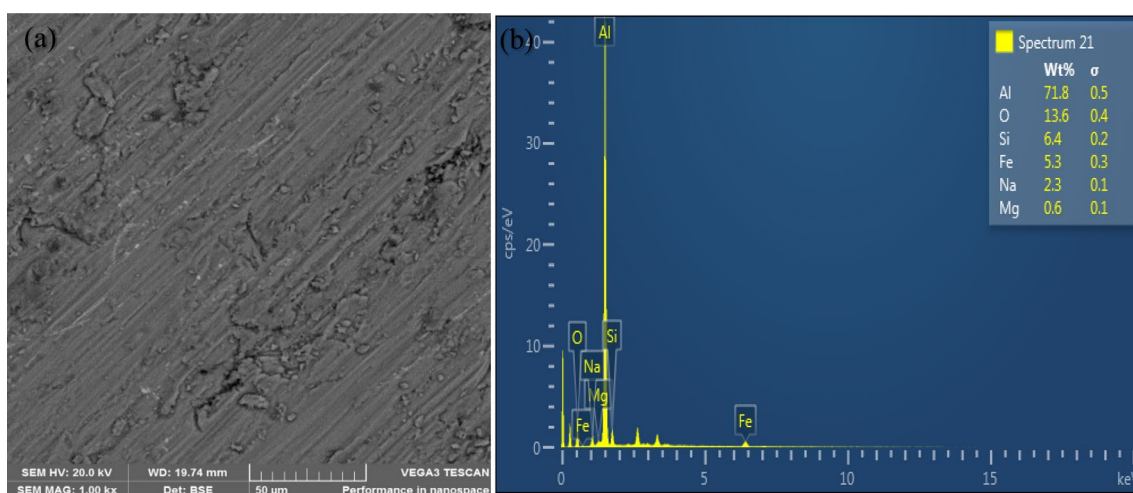 (a)
SEM HV: 20.0 kV WD: 19.74 mm VEGA3 TESCAN
SEM MAG: 1.00 kx Det: BSE 50 µm Performance in nanospace
(b)
Spectrum 21
Wt% σ
Al 71.8 0.5
O 13.6 0.4
Si 6.4 0.2
Fe 5.3 0.3
Na 2.3 0.1
Mg 0.6 0.1
cps/eV
40
30
20
10
0
Al
O
Si
Na
Mg
Fe
Fe
0 5 10 15 keV